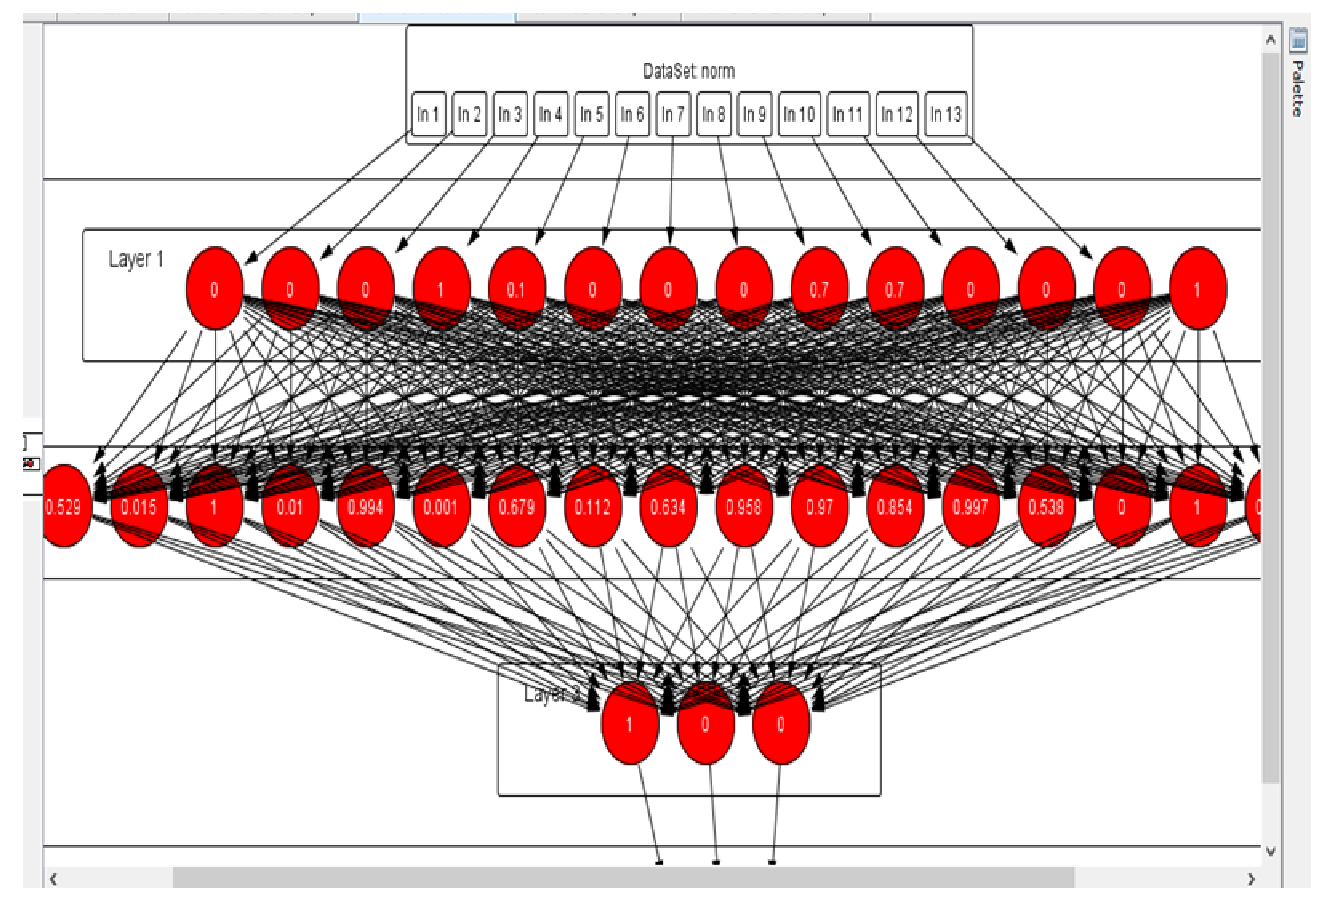 DataSet: norm
In 1 In 2 In 3 In 4 In 5 In 6 In 7 In 8 In 9 In 10 In 11 In 12 In 13
Palette
Layer 1
0 0 0 1 0.1 0 0 0 0.7 0.7 0 0 0 1
0.529 0.015 1 0.01 0.994 0.001 0.679 0.112 0.634 0.958 0.97 0.854 0.997 0.538 0 1
Layer
1 0 0